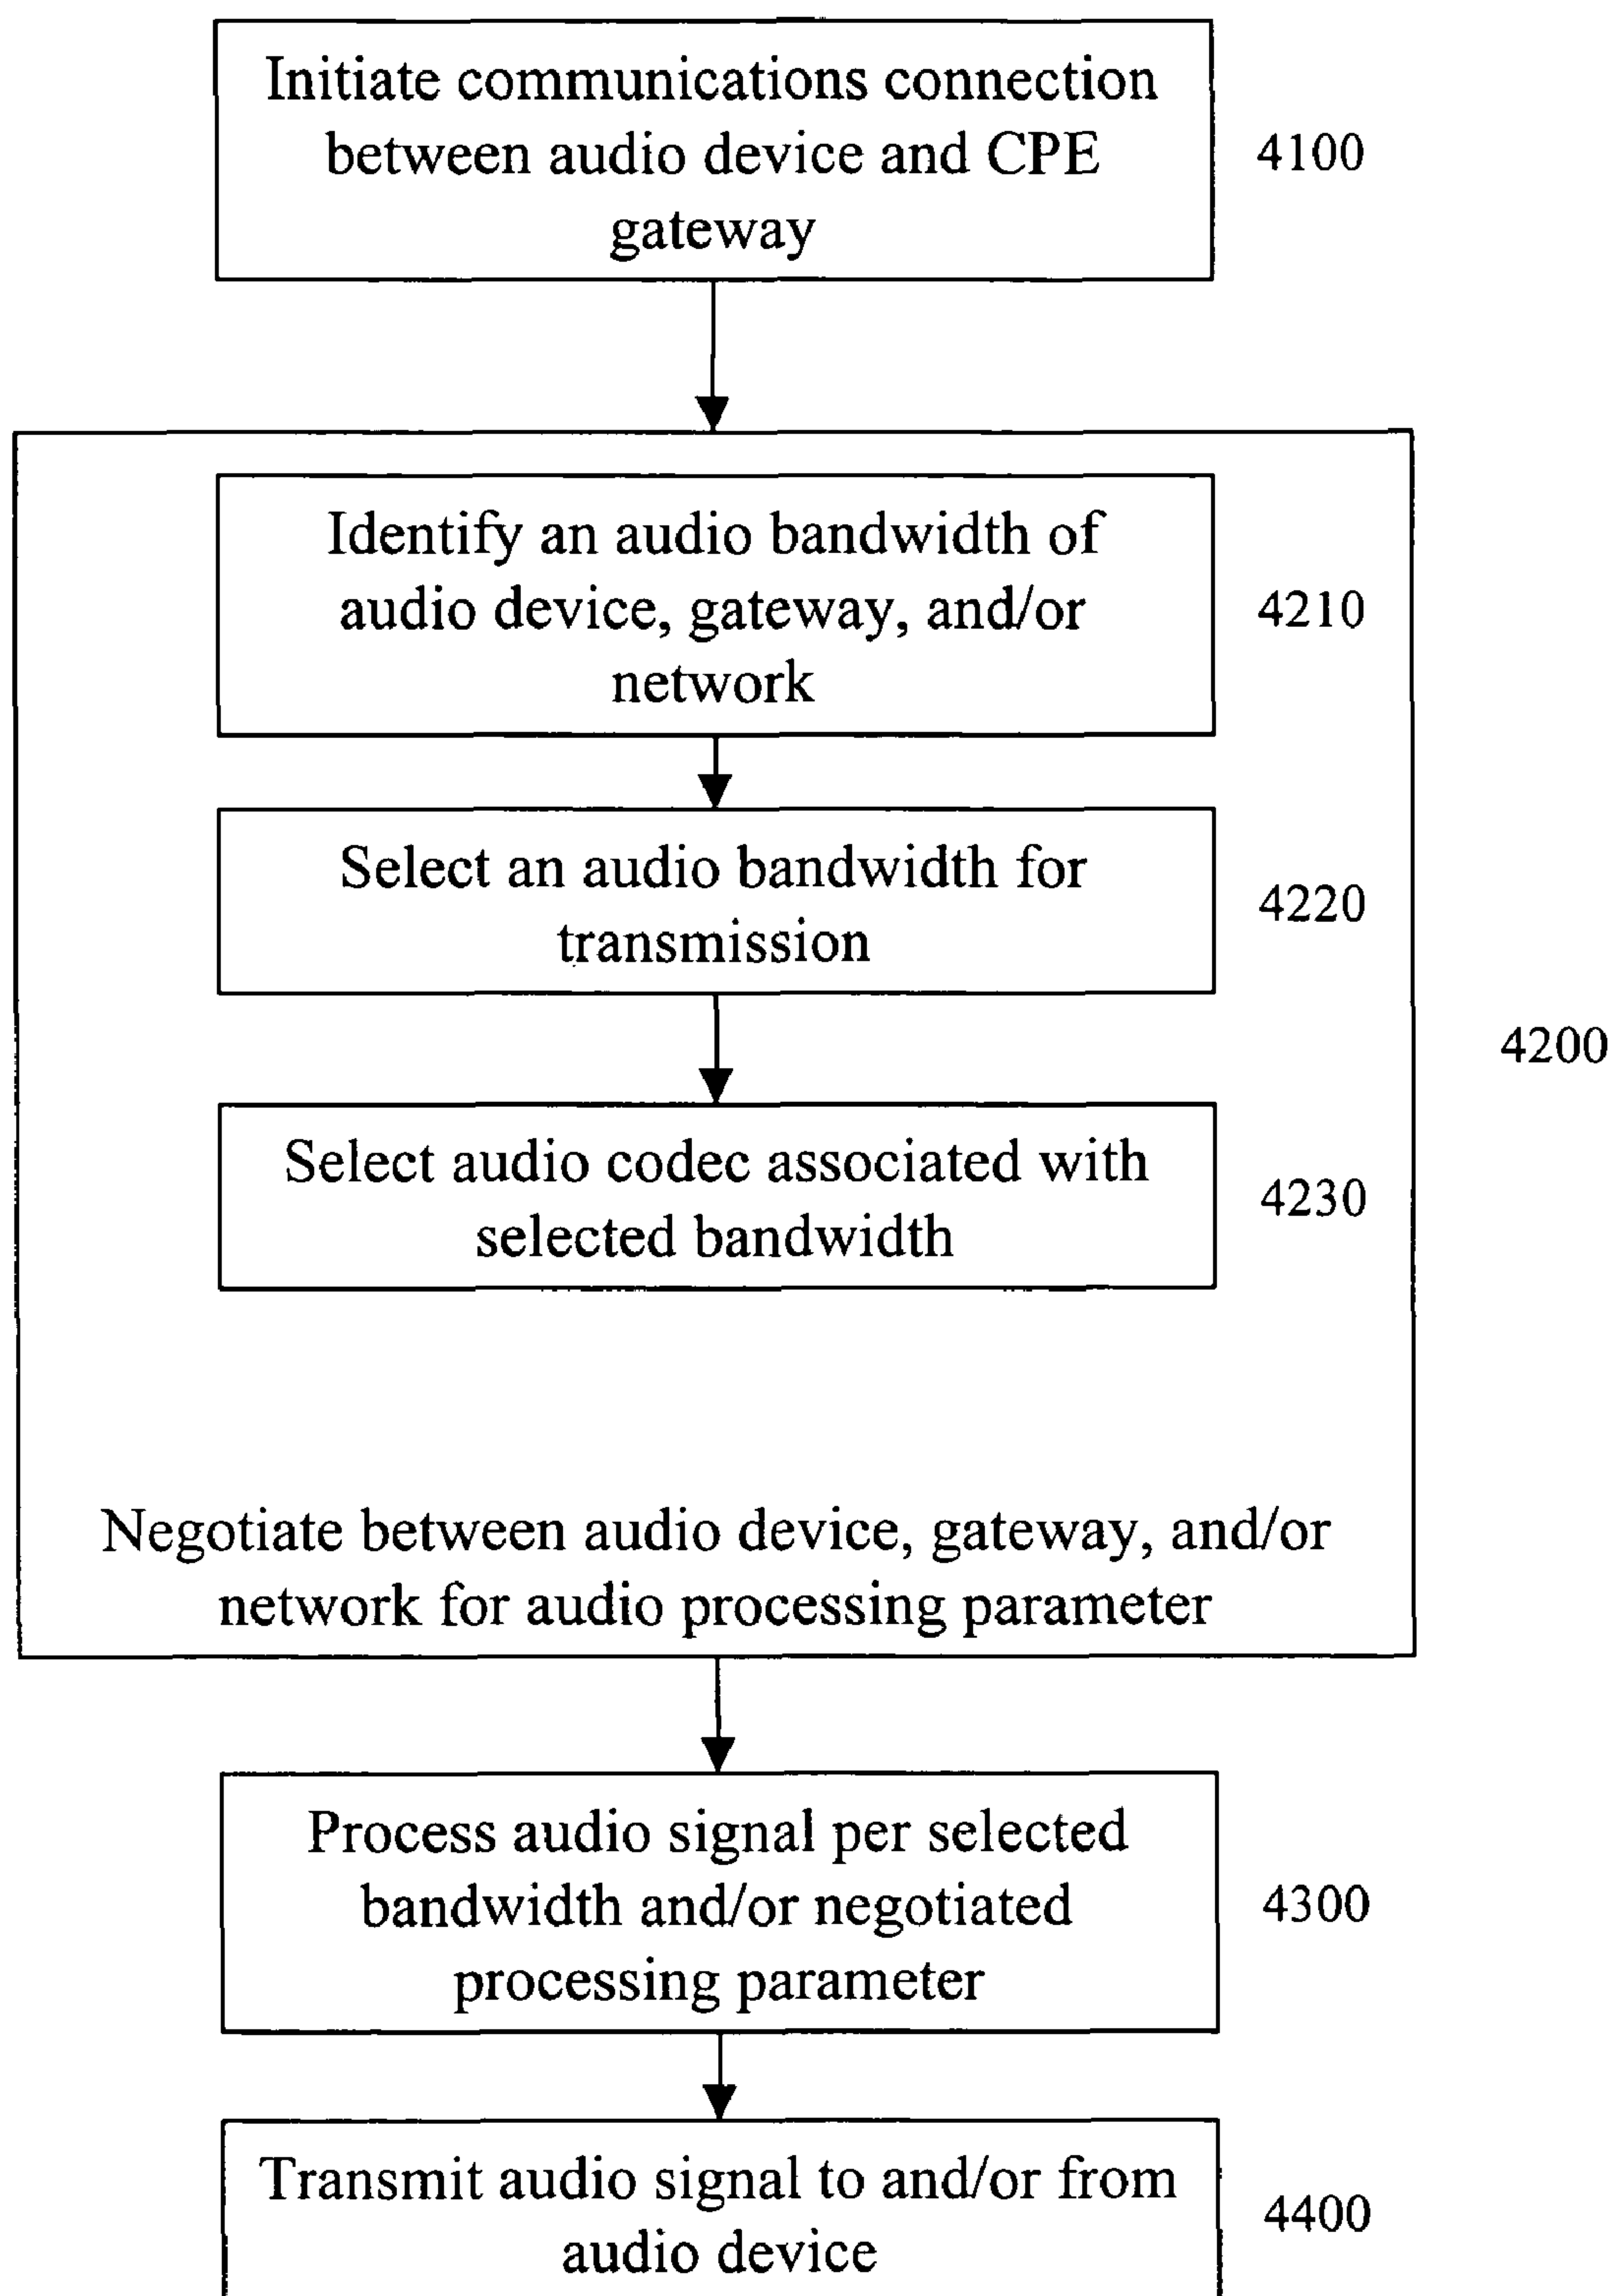 Initiate communications connection
between audio device and CPE
gateway
4100
Identify an audio bandwidth of
audio device, gateway, and/or
network
4210
Select an audio bandwidth for
transmission
4220
Select audio codec associated with
selected bandwidth
4230
4200
Negotiate between audio device, gateway, and/or
network for audio processing parameter
Process audio signal per selected
bandwidth and/or negotiated
processing parameter
4300
Transmit audio signal to and/or from
audio device
4400